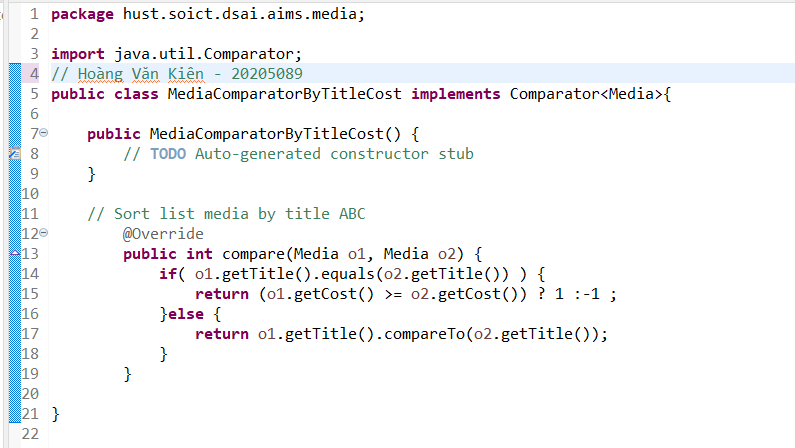 1 package hust.soict.dsai.aims.media;
2
3 import java.util.Comparator;
4 // Hoàng Văn Kiên - 20205089
5 public class MediaComparatorByTitleCost implements Comparator<Media>{
6
7 public MediaComparatorByTitleCost() {
8 // TODO Auto-generated constructor stub
9 }
10
11 // Sort list media by title ABC
12 @Override
13 public int compare(Media o1, Media o2) {
14 if( o1.getTitle().equals(o2.getTitle()) ) {
15 return (o1.getCost() >= o2.getCost()) ? 1 :-1 ;
16 }else {
17 return o1.getTitle().compareTo(o2.getTitle());
18 }
19 }
20
21 }
22